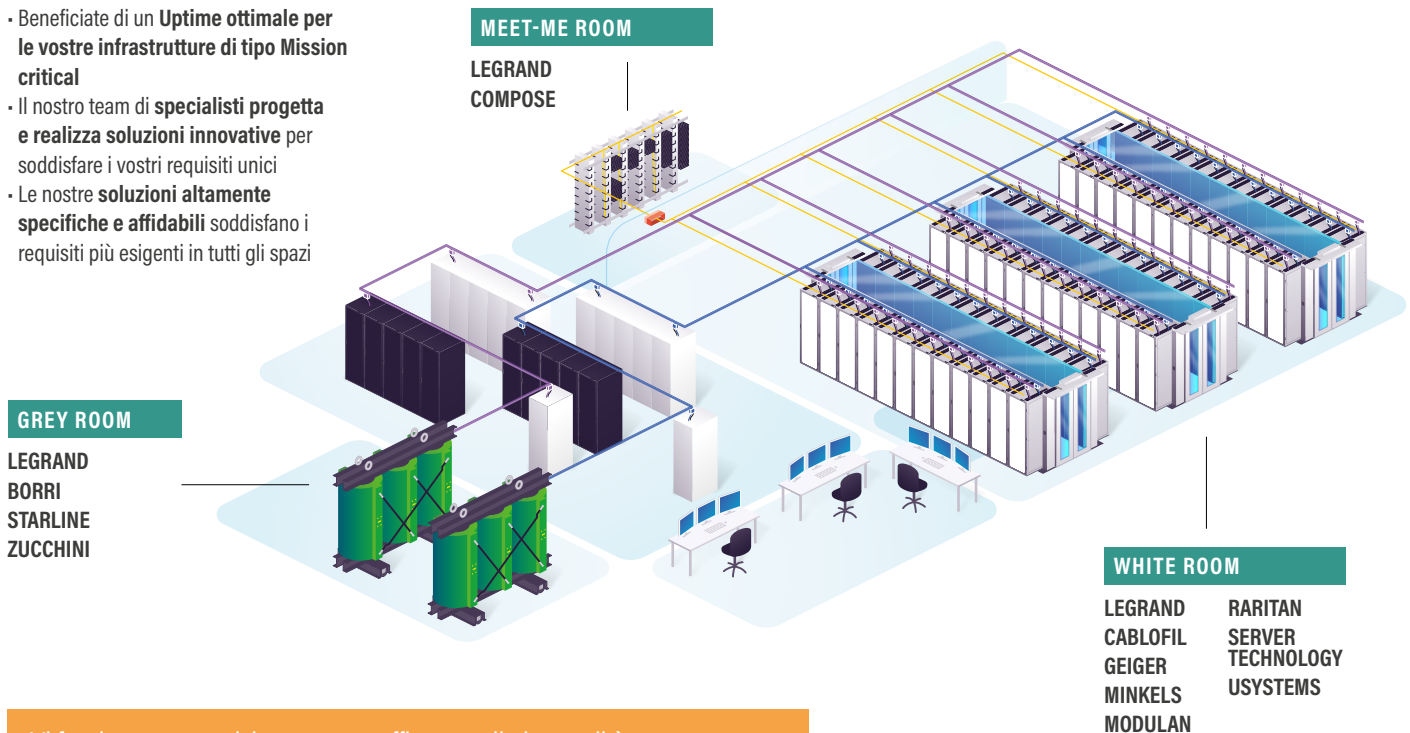 · Beneficiate di un Uptime ottimale per
le vostre infrastrutture di tipo Mission
critical
· Il nostro team di specialisti progetta
e realizza soluzioni innovative per
soddisfare i vostri requisiti unici
· Le nostre soluzioni altamente
specifiche e affidabili soddisfano i
requisiti più esigenti in tutti gli spazi
MEET-ME ROOM
LEGRAND
COMPOSE
GREY ROOM
LEGRAND
BORRI
STARLINE
ZUCCHINI
WHITE ROOM
LEGRAND
CABLOFIL
GEIGER
MINKELS
MODULAN
RARITAN
SERVER
TECHNOLOGY
USYSTEMS